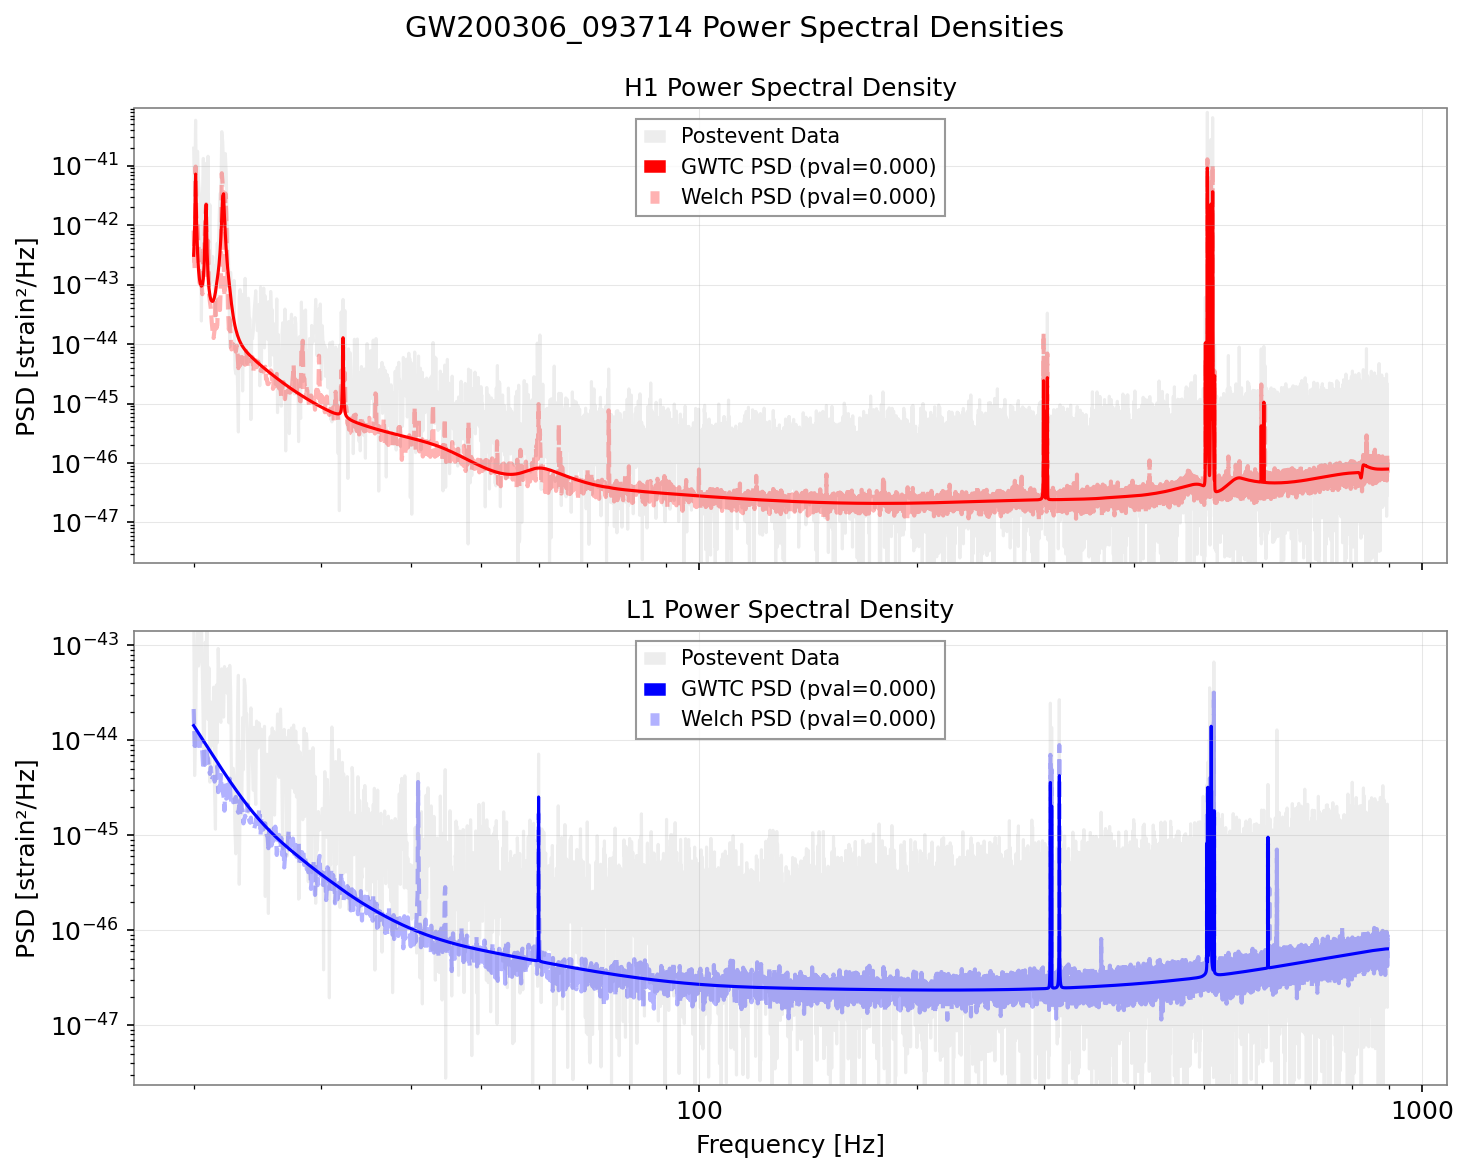 GW200306_093714 Power Spectral Densities
H1 Power Spectral Density
Postevent Data
GWTC PSD (pval=0.000)
Welch PSD (pval=0.000)
PSD [strain²/Hz]
10⁻⁴¹
10⁻⁴²
10⁻⁴³
10⁻⁴⁴
10⁻⁴⁵
10⁻⁴⁶
10⁻⁴⁷
L1 Power Spectral Density
Postevent Data
GWTC PSD (pval=0.000)
Welch PSD (pval=0.000)
PSD [strain²/Hz]
10⁻⁴³
10⁻⁴⁴
10⁻⁴⁵
10⁻⁴⁶
10⁻⁴⁷
100 1000
Frequency [Hz]